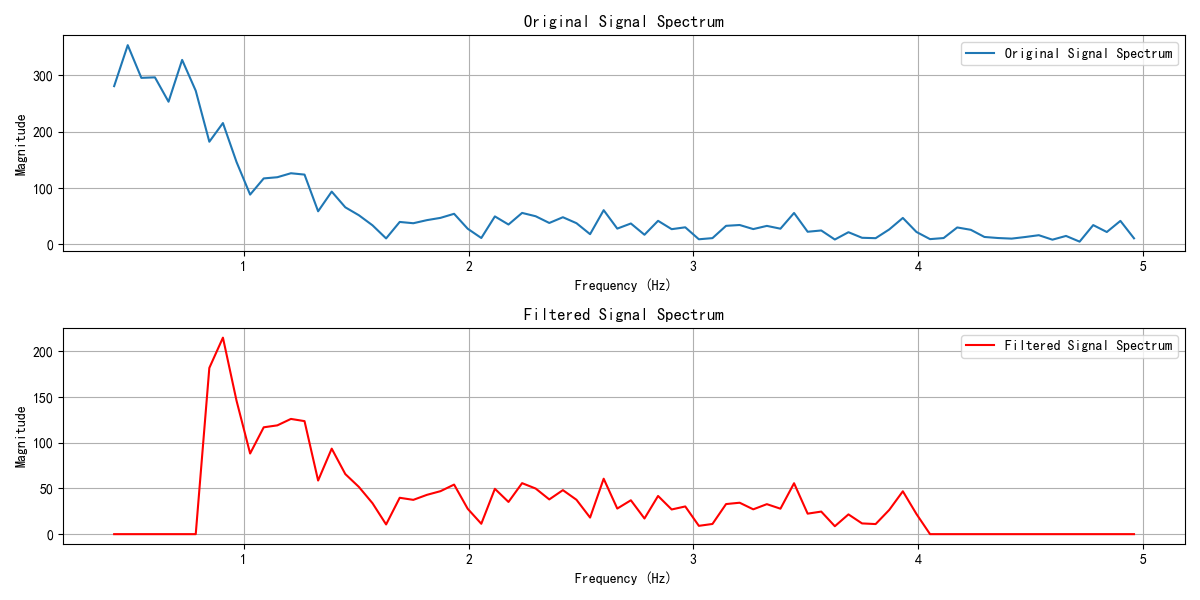 Original Signal Spectrum
Original Signal Spectrum
Magnitude
300
200
100
0
1
2
3
4
5
Frequency (Hz)
Filtered Signal Spectrum
Filtered Signal Spectrum
Magnitude
200
150
100
50
0
1
2
3
4
5
Frequency (Hz)